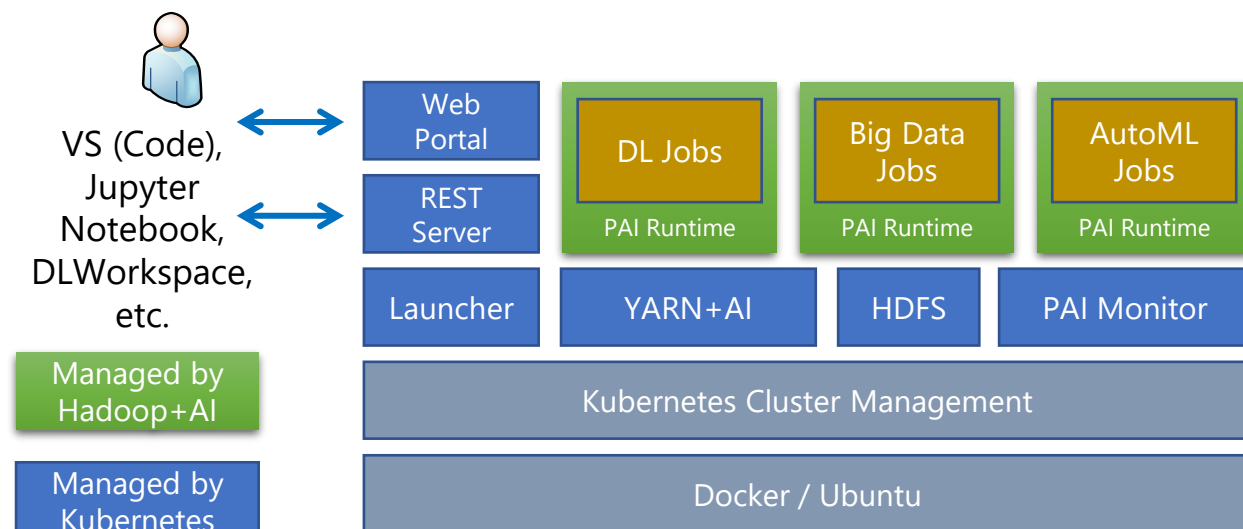 VS (Code),
Jupyter
Notebook,
DLWorkspace,
etc.
Managed by
Hadoop+AI
Managed by
Kubernetes
Web
Portal
REST
Server
DL Jobs
PAI Runtime
Big Data
Jobs
PAI Runtime
AutoML
Jobs
PAI Runtime
Launcher
YARN+AI
HDFS
PAI Monitor
Kubernetes Cluster Management
Docker / Ubuntu